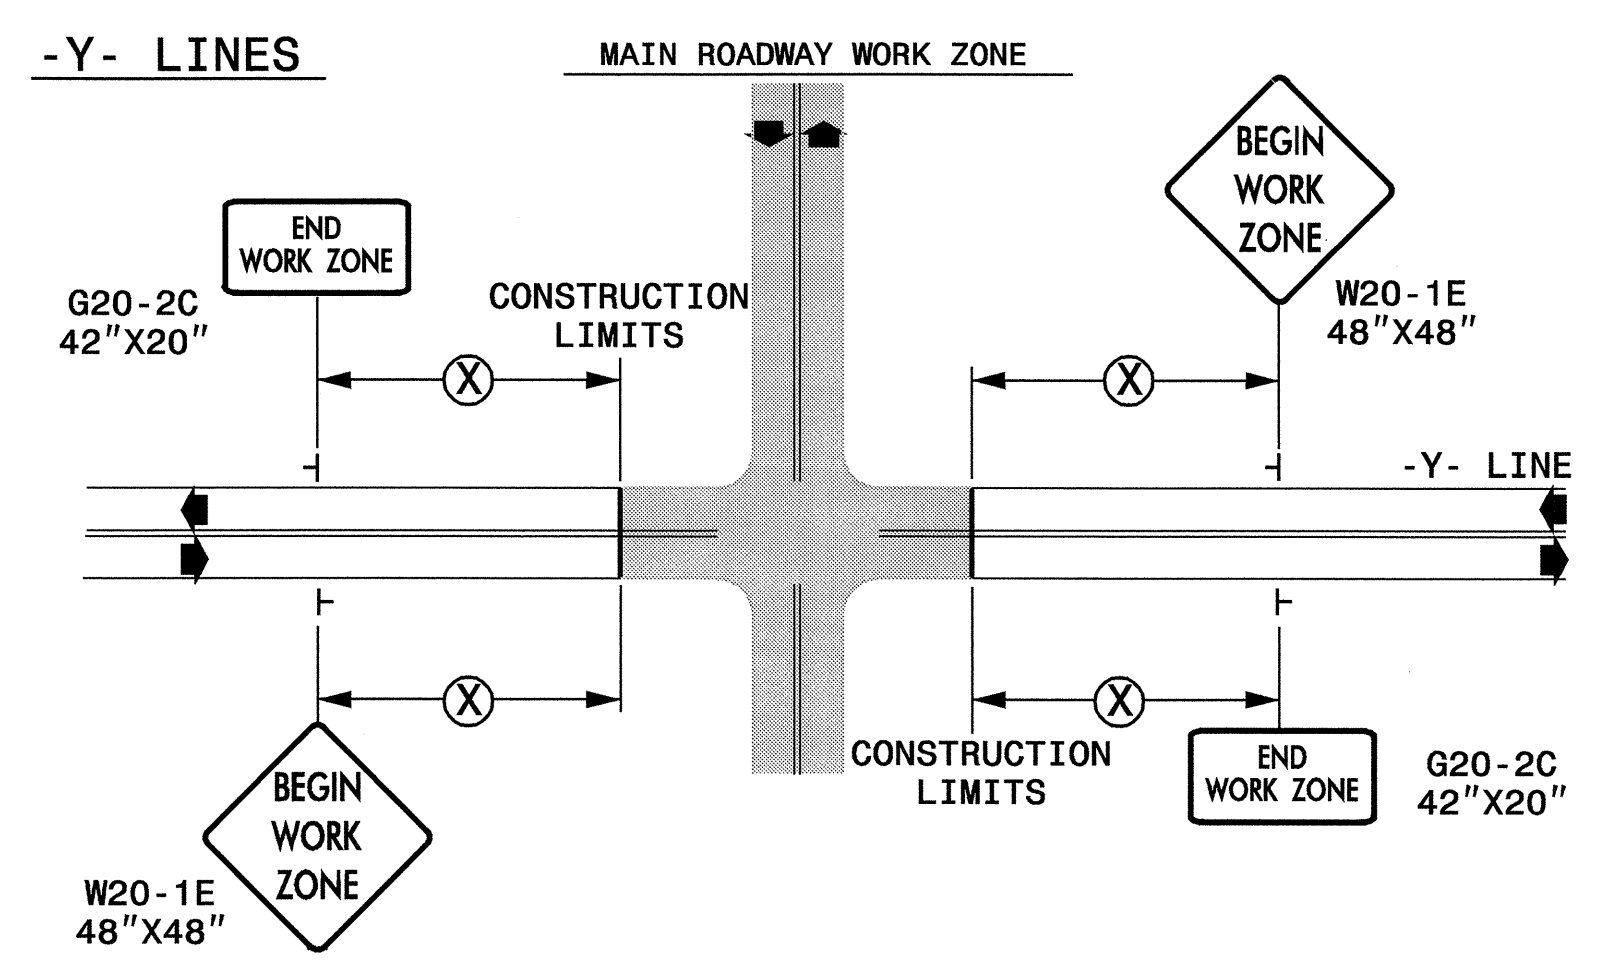 -Y- LINES
MAIN ROADWAY WORK ZONE
BEGIN
WORK
ZONE
END
WORK ZONE
G20-2C
42"X20"
CONSTRUCTION
LIMITS
W20-1E
48"X48"
X
X
-Y- LINE
X
X
CONSTRUCTION
LIMITS
END
WORK ZONE
G20-2C
42"X20"
BEGIN
WORK
ZONE
W20-1E
48"X48"